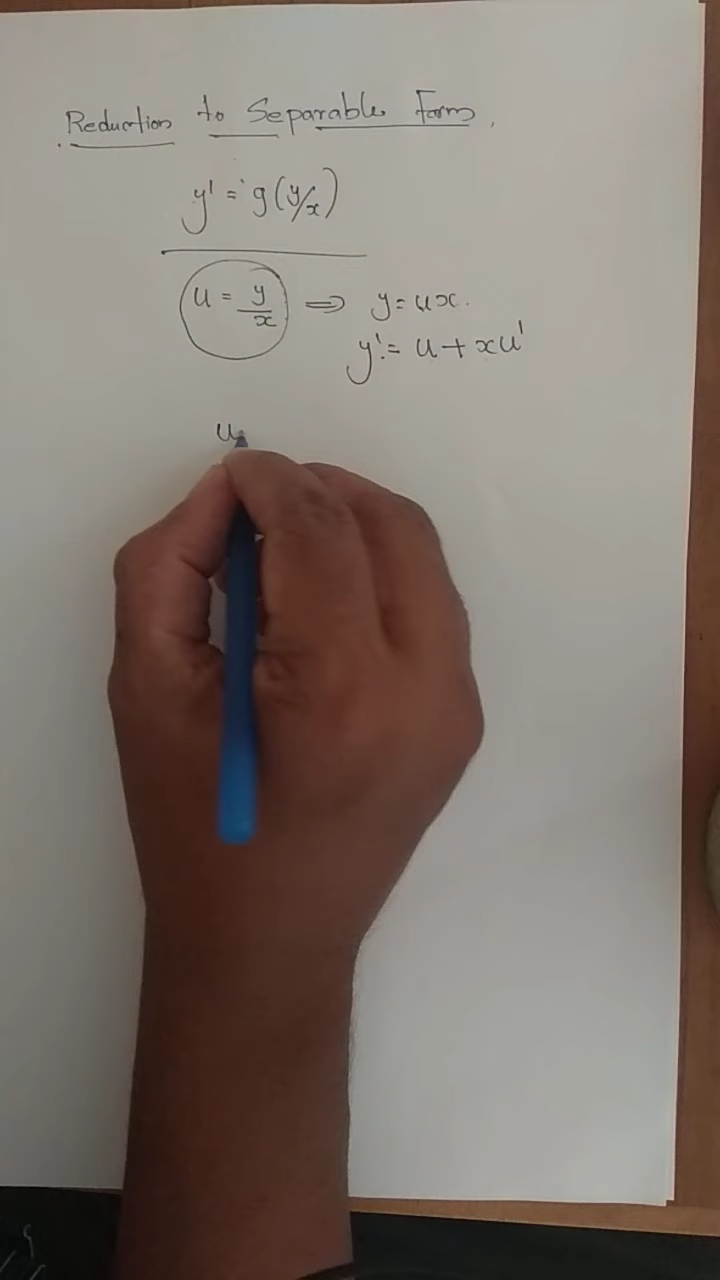 Reduction to Separable Form.
y' = g(y/x)
u = y/x ⇒ y = ux.
y' = u + xu'
u